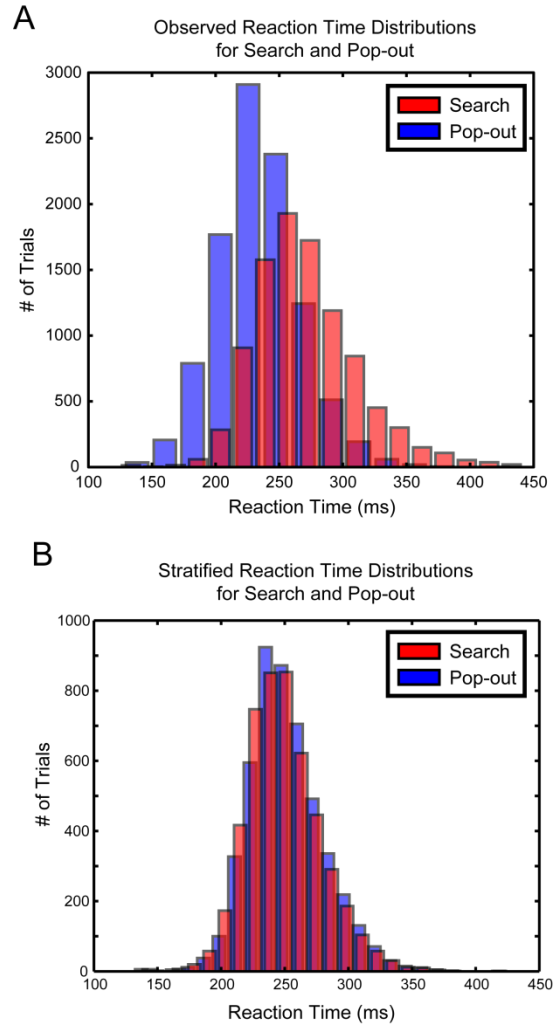 A
Observed Reaction Time Distributions
for Search and Pop-out
3000
2500
2000
1500
1000
500
0
# of Trials
Search
Pop-out
100 150 200 250 300 350 400 450
Reaction Time (ms)
B
Stratified Reaction Time Distributions
for Search and Pop-out
1000
800
600
400
200
0
# of Trials
Search
Pop-out
100 150 200 250 300 350 400 450
Reaction Time (ms)